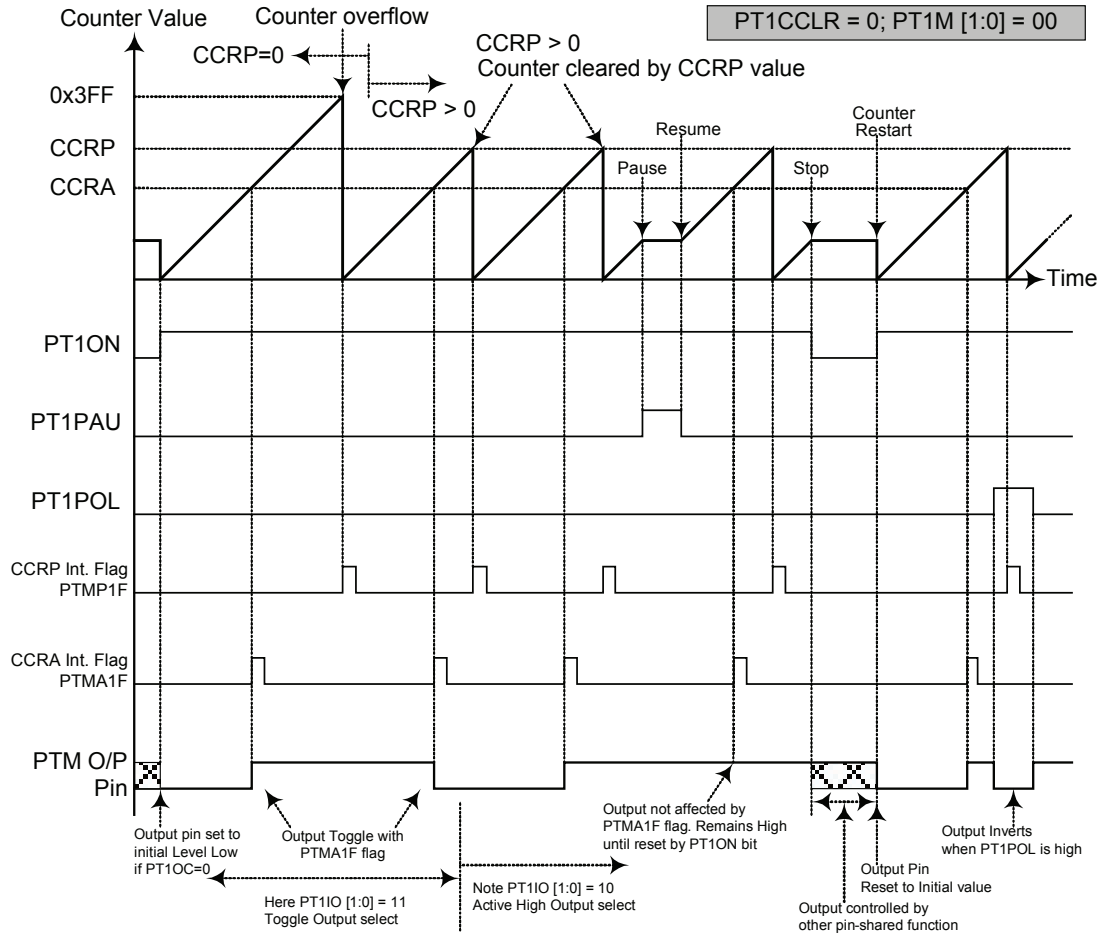 Counter Value
Counter overflow
PT1CCLR = 0; PT1M [1:0] = 00
CCRP=0
CCRP > 0
CCRP > 0
Counter cleared by CCRP value
0x3FF
CCRP
CCRA
Pause
Resume
Stop
Counter
Restart
Time
PT1ON
PT1PAU
PT1POL
CCRP Int. Flag
PTMP1F
CCRA Int. Flag
PTMA1F
PTM O/P
Pin
Output pin set to
initial Level Low
if PT1OC=0
Output Toggle with
PTMA1F flag
Here PT1IO [1:0] = 11
Toggle Output select
Note PT1IO [1:0] = 10
Active High Output select
Output not affected by
PTMA1F flag. Remains High
until reset by PT1ON bit
Output controlled by
other pin-shared function
Output Pin
Reset to Initial value
Output Inverts
when PT1POL is high